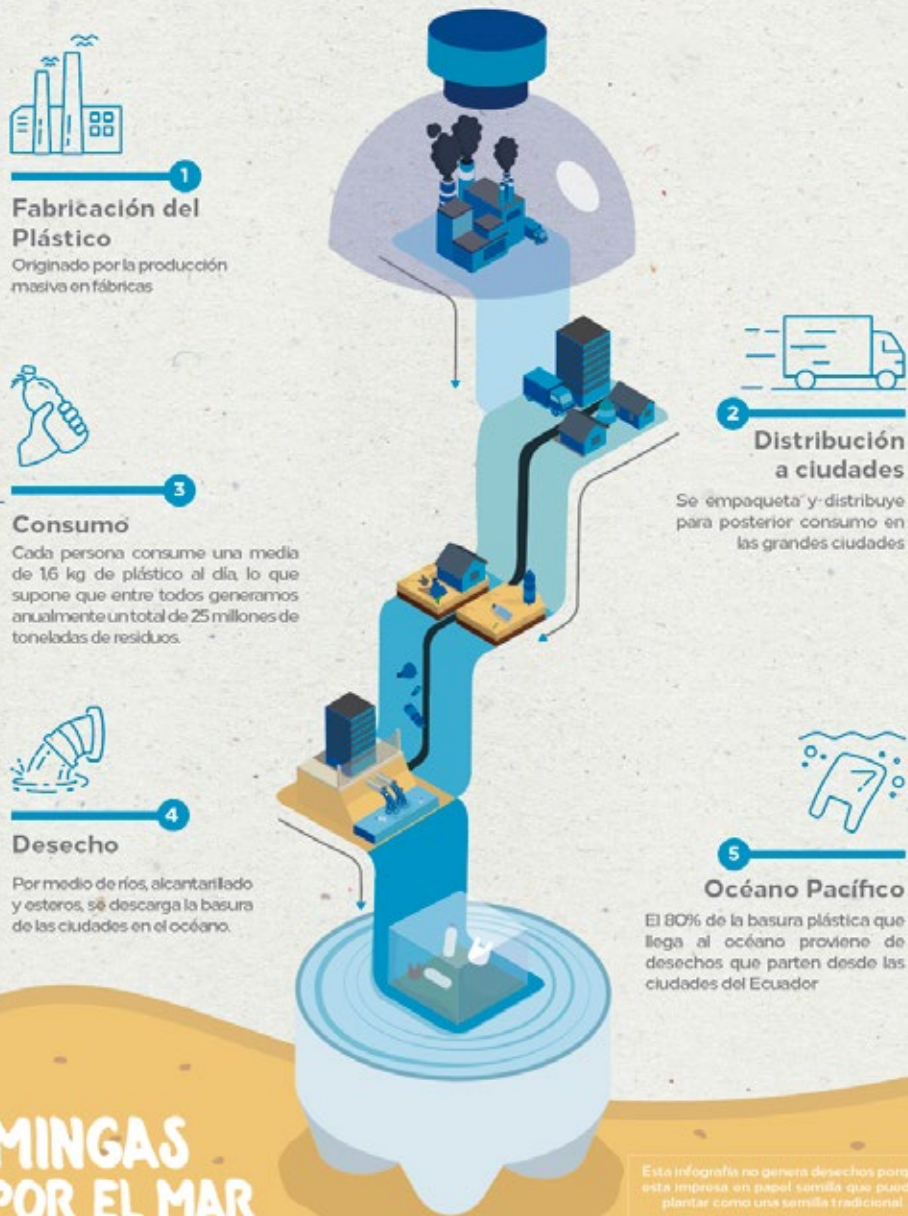 1
Fabricación del
Plástico
Originado por la producción
masiva en fábricas
2
Distribución
a ciudades
Se empaqueta y distribuye
para posterior consumo en
las grandes ciudades
3
Consumo
Cada persona consume una media
de 1.6 kg de plástico al día, lo que
supone que entre todos generamos
anualmente un total de 25 millones de
toneladas de residuos.
4
Desecho
Por medio de ríos, alcantarillado
y esteros, se descarga la basura
de las ciudades en el océano.
5
Océano Pacífico
El 80% de la basura plástica que
llega al océano proviene de
desechos que parten desde las
ciudades del Ecuador
MINGAS
POR EL MAR
Esta infografía no genera desechos
esta impresa en papel semilla que
plantar como una semilla tradicional